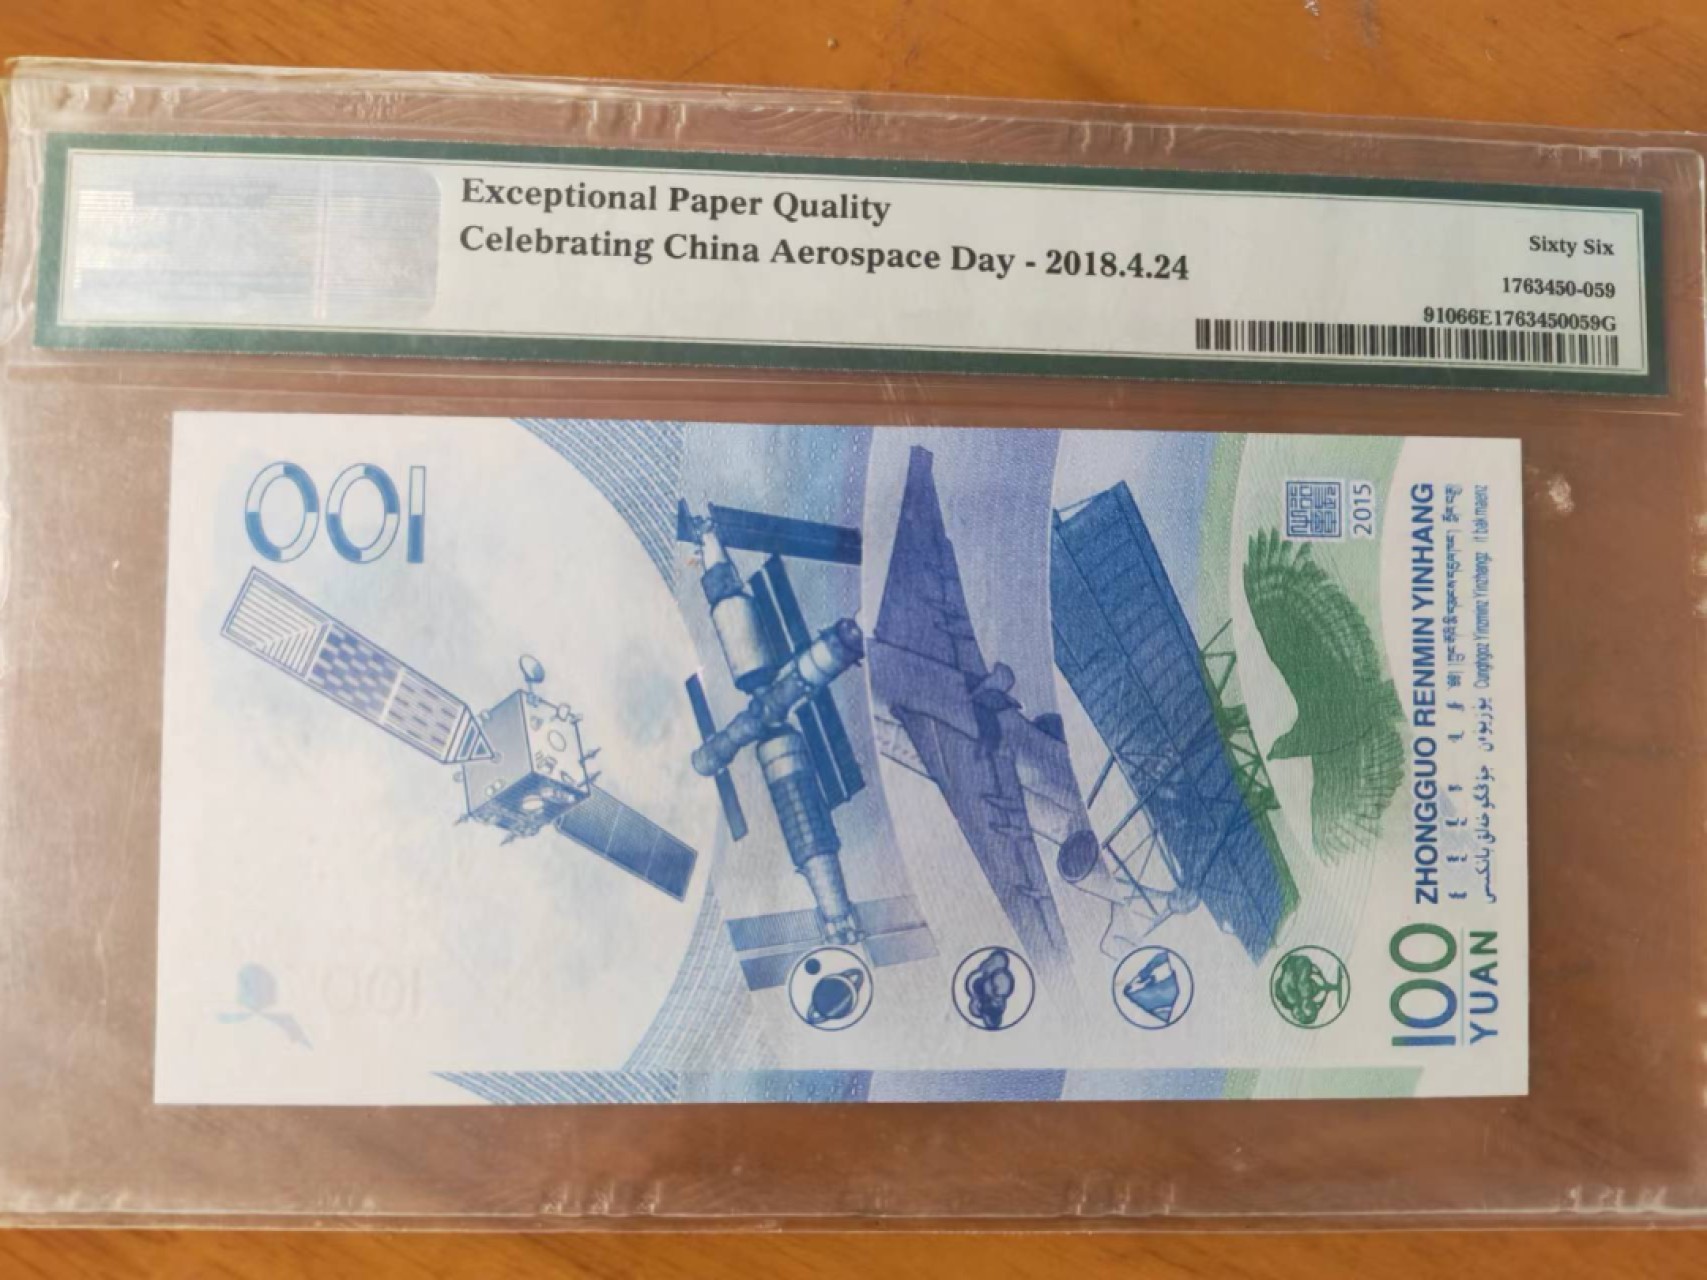 Exceptional Paper Quality
Celebrating China Aerospace Day - 2018.4.24
Sixty Six
1763450-059
91066E1763450059G
100
2015
ZHONGGUO RENMIN YINHANG
100
YUAN